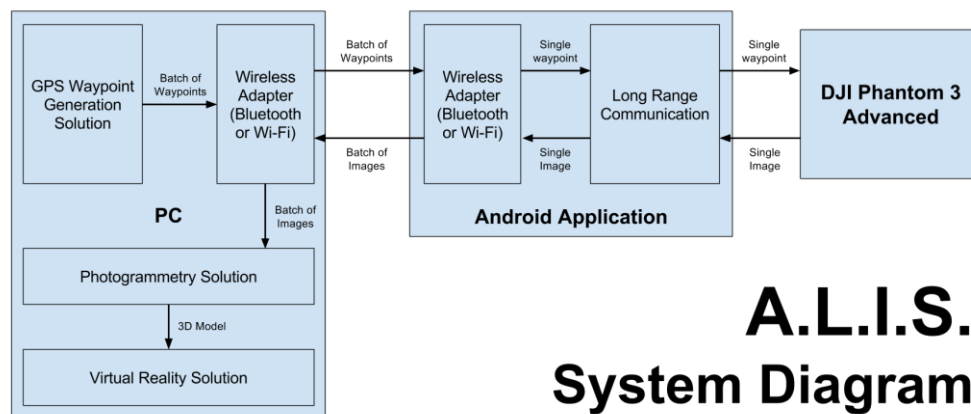 GPS Waypoint
Generation
Solution
Batch of
Waypoints
Wireless
Adapter
(Bluetooth
or Wi-Fi)
Batch of
Waypoints
Batch of
Images
Wireless
Adapter
(Bluetooth
or Wi-Fi)
Single
waypoint
Single
Image
Long Range
Communication
Single
waypoint
Single
Image
DJI Phantom 3
Advanced
PC
Batch of
Images
Android Application
Photogrammetry Solution
3D Model
Virtual Reality Solution
A.L.I.S.
System Diagram